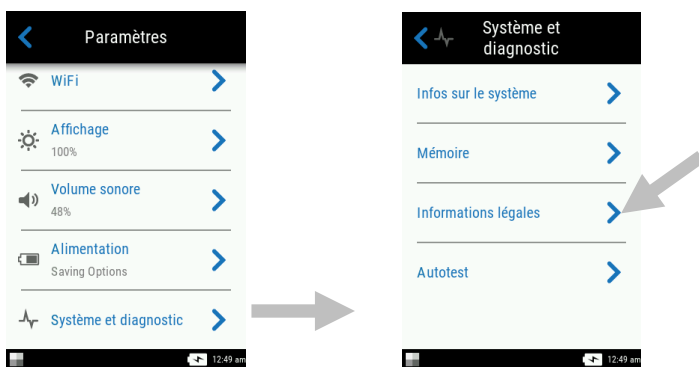 Paramètres
WiFi
Affichage
100%
Volume sonore
48%
Alimentation
Saving Options
Système et diagnostic
12:49 am
Système et
diagnostic
Infos sur le système
Mémoire
Informations légales
Autotest
12:49 am